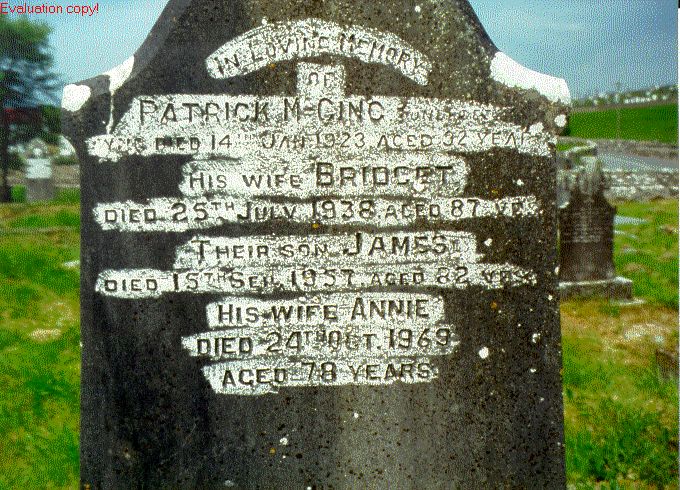 Evaluation copy!
IN LOVING MEMORY
OF
PATRICK McGING
WHO DIED 14TH JAN. 1923 AGED 82 YEARS
HIS WIFE BRIDGET
DIED 25TH JULY 1938 AGED 87 YRS
THEIR SON JAMES
DIED 15TH SEP. 1957 AGED 82 YRS
HIS WIFE ANNIE
DIED 24TH OCT. 1969
AGED 78 YEARS